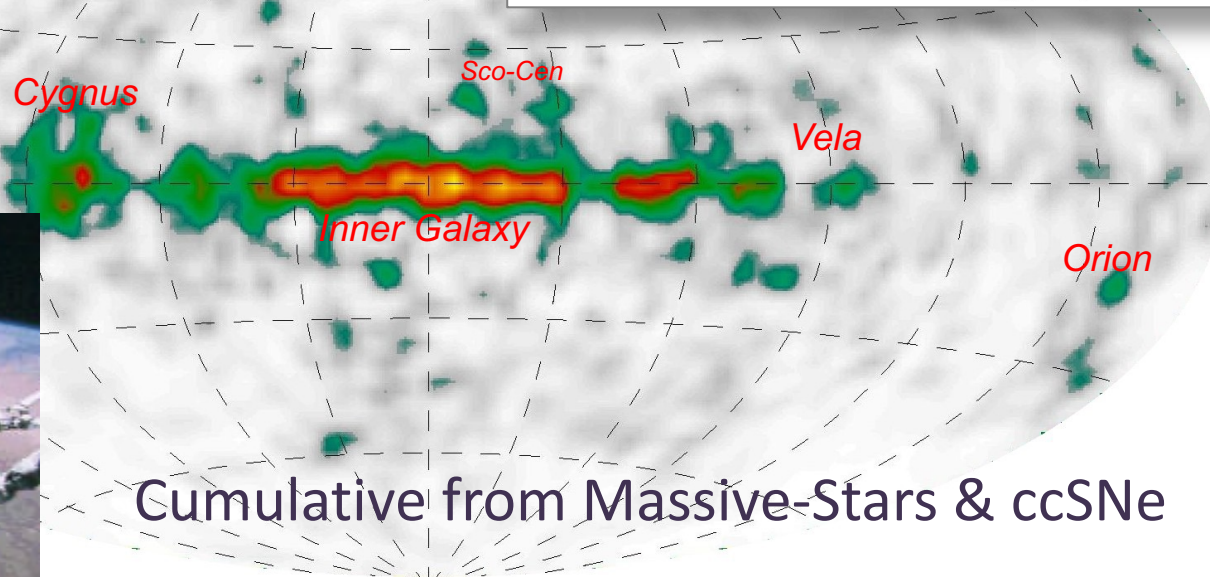 Sco-Cen
Cygnus
Vela
Inner Galaxy
Orion
Cumulative from Massive-Stars & ccSNe